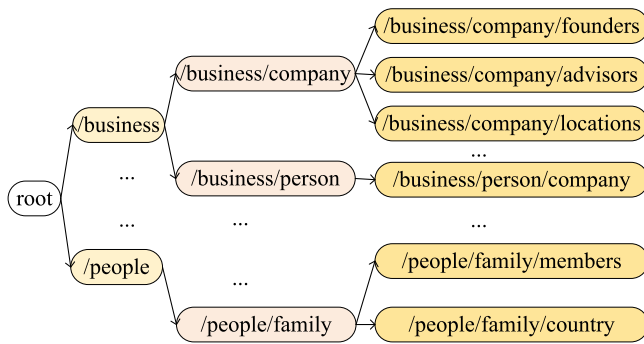 /business/company/founders
/business/company
/business/company/advisors
/business
/business/company/locations
...
...
/business/person
/business/person/company
root
...
...
...
/people
/people/family/members
...
/people/family
/people/family/country